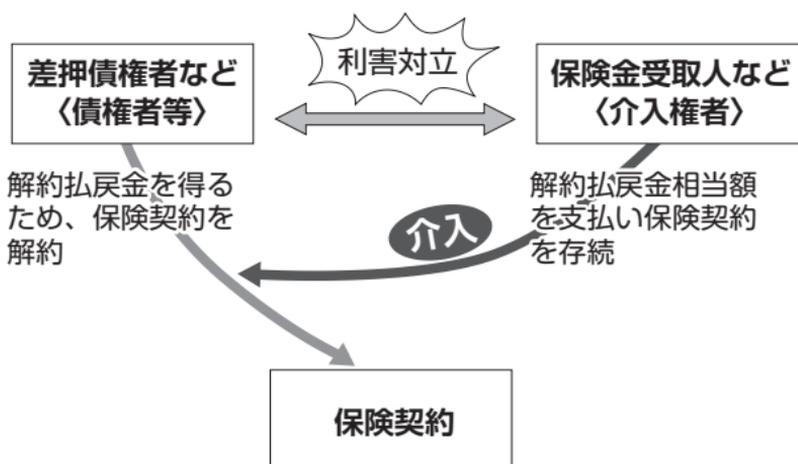 利害対立
差押債権者など
〈債権者等〉
保険金受取人など
〈介入権者〉
解約払戻金を得る
ため、保険契約を
解約
解約払戻金相当額
を支払い保険契約
を存続
介入
保険契約